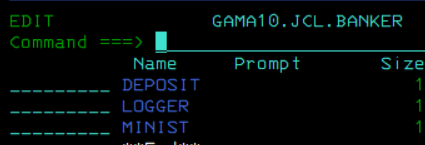 EDIT GAMA10.JCL.BANKER
Command ===>
Name Prompt Size
_________ DEPOSIT 1
_________ LOGGER 1
_________ MINIST 1